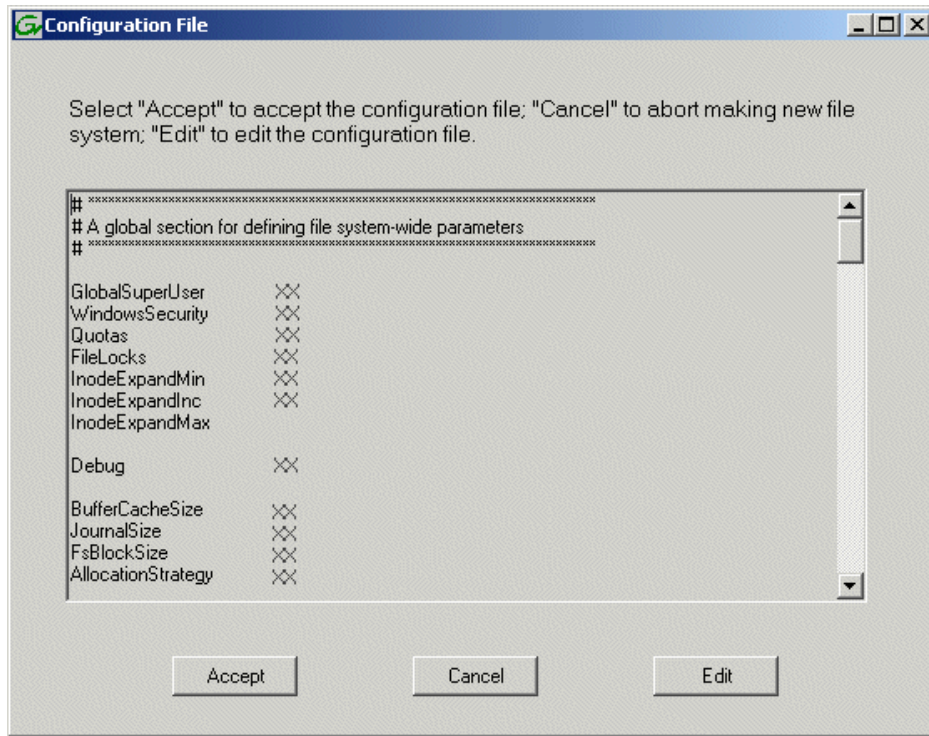 Configuration File
Select "Accept" to accept the configuration file; "Cancel" to abort making new file
system; "Edit" to edit the configuration file.
# ****************************************************************************
# A global section for defining file system-wide parameters
# ****************************************************************************
GlobalSuperUser XX
WindowsSecurity XX
Quotas XX
FileLocks XX
InodeExpandMin XX
InodeExpandInc XX
InodeExpandMax
Debug XX
BufferCacheSize XX
JournalSize XX
FsBlockSize XX
AllocationStrategy XX
Accept Cancel Edit